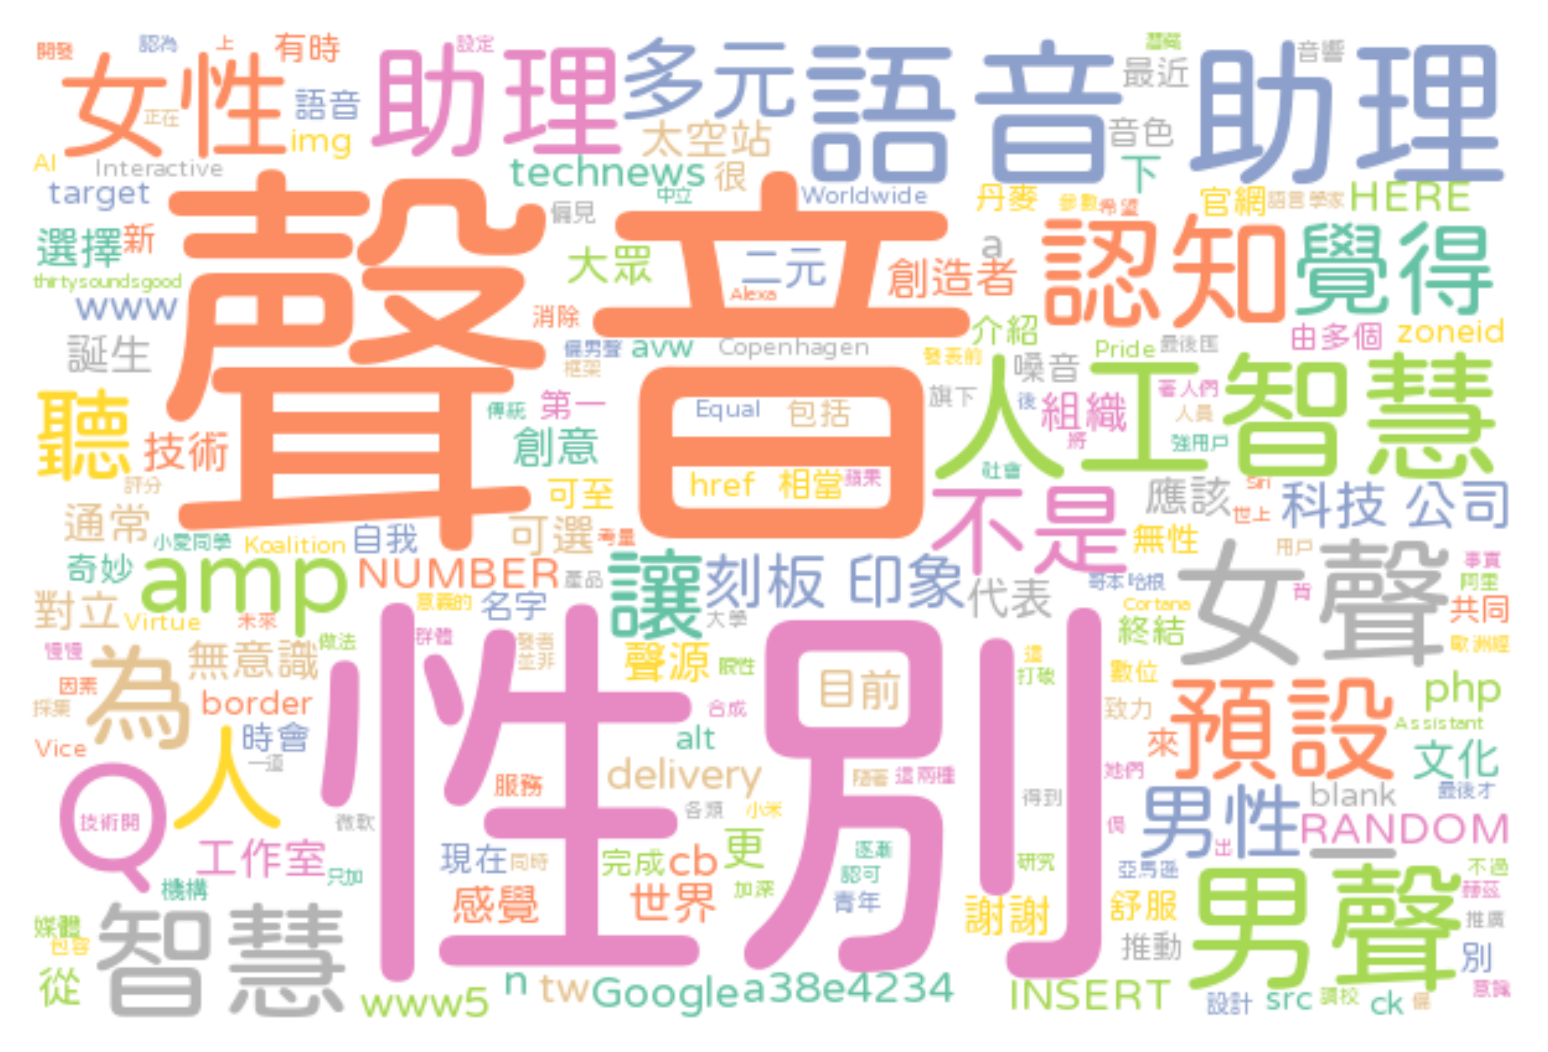 開發
認為
上
有時
設定
潛藏
音響
女性
助理
多元
語音
助理
正在
語音
img
太空站
最近
音色
AI
Interactive
technews
很
下
target
中立
Worldwide
丹麥
參數
希望
官網
語言學家
HERE
偏見
選擇
新
聲音
大眾
二元
a
創造者
認知
覺得
thirtysoundsgood
www
Alexa
消除
介紹
由多個
zoneid
誕生
儷男聲
avw
Copenhagen
發表前
Pride
最後匯
框架
嗓音
人工智慧
聽
傳統
第一
Equal
包括
旗下
後
組織
著人們
人員
技術
創意
將
強用戶
評分
href
相當
蘋果
社會
可至
不是
應該
Siri
科技 公司
通常
可選
考量
世上
小愛同學
Koalition
自我
無性
用戶
女聲
奇妙
amp
NUMBER
產品
讓
刻板 印象
代表
哥本哈根
事實
阿里
背
對立
Virtue
未來
意義的
名字
大學
Cortana
共同
終結
慢慢
為
無意識
做法
性別
群體
發者
並非
聲源
限性
這
打破
數位
歐洲經
因素
採集
border
目前
預設
php
人
時會
合成
致力
Assistant
Vice
一道
alt
來
文化
Q
技術開
服務
delivery
隨著
這兩種
她們
微軟
各類
小米
得到
男性
blank
最後才
工作室
RANDOM
現在
同時
完成
cb
更
逐漸
研究
出
機構
只加
認可
亞馬遜
不過
感覺
世界
加深
青年
謝謝
舒服
男聲
赫茲
媒體
包容
智慧
推動
推廣
別
從
www5
n
tw
Google
a38e4234
INSERT
設計
src
調校
ck
意識